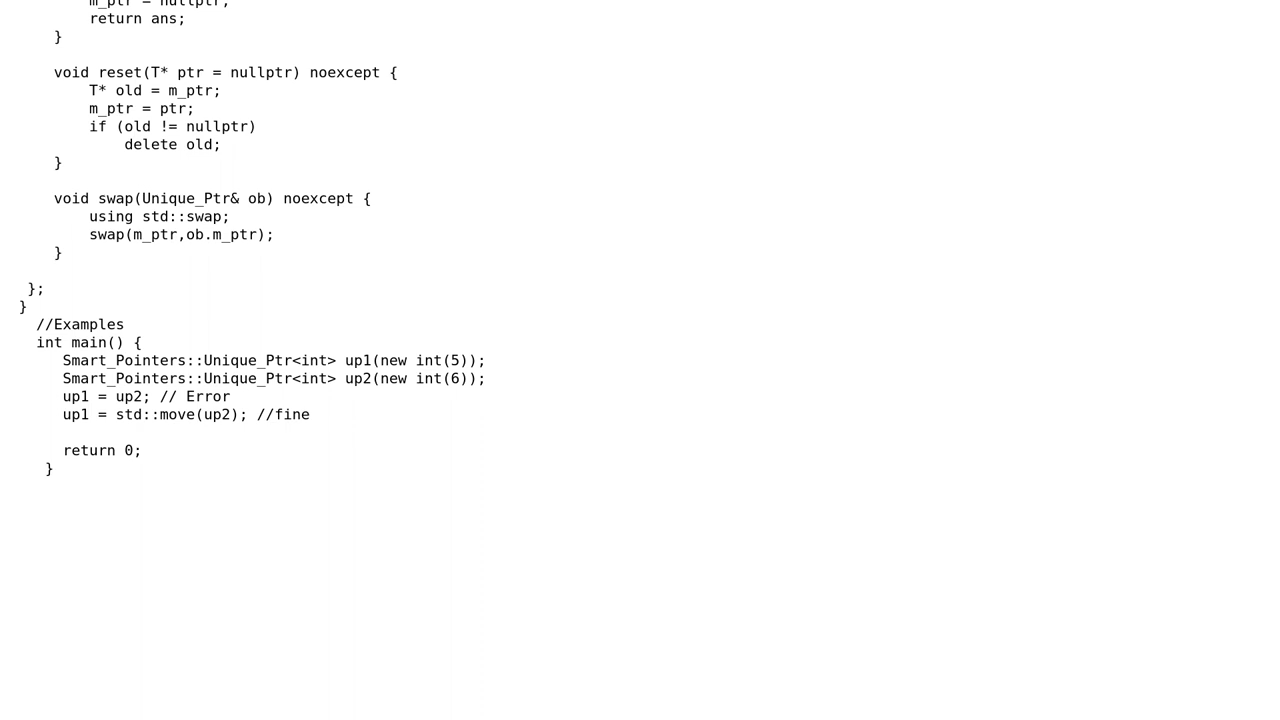 m_ptr = nullptr;
return ans;
}
void reset(T* ptr = nullptr) noexcept {
T* old = m_ptr;
m_ptr = ptr;
if (old != nullptr)
delete old;
}
void swap(Unique_Ptr& ob) noexcept {
using std::swap;
swap(m_ptr,ob.m_ptr);
}
};
}
//Examples
int main() {
Smart_Pointers::Unique_Ptr<int> up1(new int(5));
Smart_Pointers::Unique_Ptr<int> up2(new int(6));
up1 = up2; // Error
up1 = std::move(up2); //fine
return 0;
}